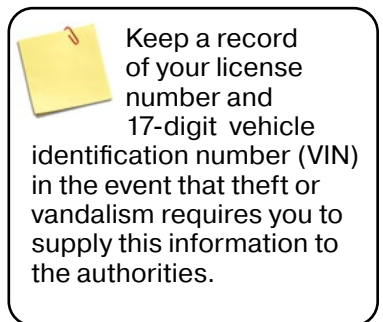 Keep a record
of your license
number and
17-digit vehicle
identification number (VIN)
in the event that theft or
vandalism requires you to
supply this information to
the authorities.